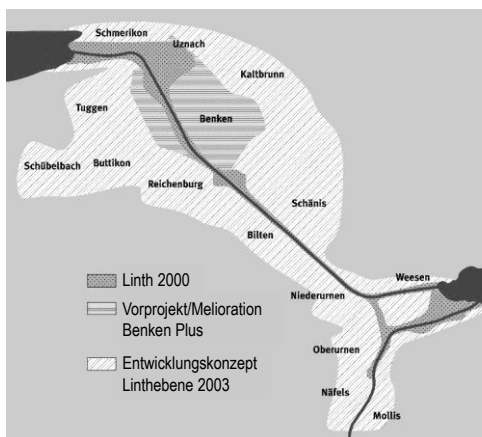 Schmerikon
Uznach
Kaltbrunn
Tuggen
Benken
Schübelbach
Buttikon
Reichenburg
Schänis
Bilten
Weesen
Linth 2000
Niederurnen
Vorprojekt/Melioration
Benken Plus
Oberurnen
Entwicklungskonzept
Linthebene 2003
Näfels
Mollis